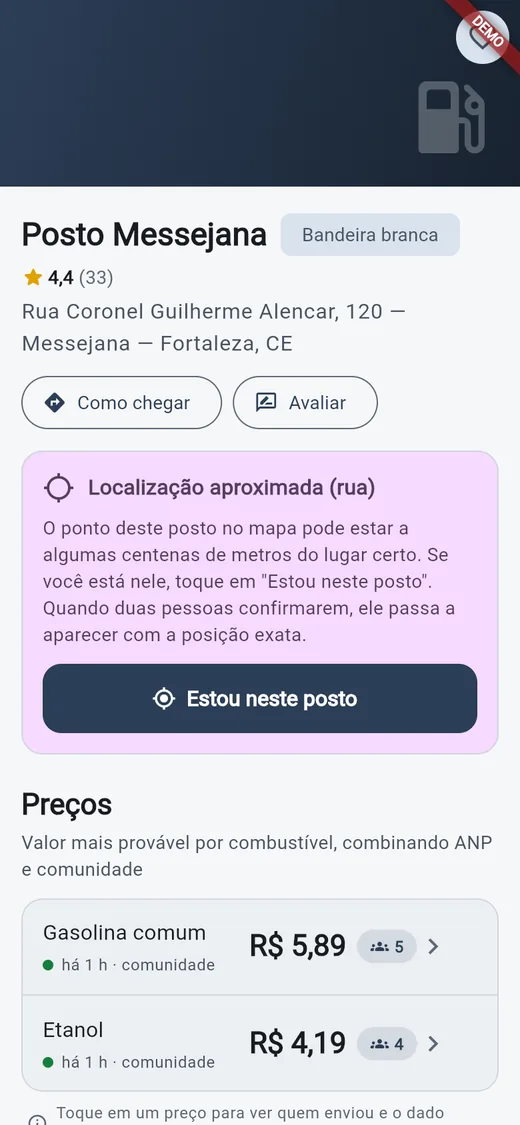 DEMO
Posto Messejana
Bandeira branca
4,4 (33)
Rua Coronel Guilherme Alencar, 120 —
Messejana — Fortaleza, CE
Como chegar
Avaliar
Localização aproximada (rua)
O ponto deste posto no mapa pode estar a
algumas centenas de metros do lugar certo. Se
você está nele, toque em "Estou neste posto".
Quando duas pessoas confirmarem, ele passa a
aparecer com a posição exata.
Estou neste posto
Preços
Valor mais provável por combustível, combinando ANP
e comunidade
Gasolina comum
há 1 h · comunidade
R$ 5,89
5
Etanol
há 1 h · comunidade
R$ 4,19
4
Toque em um preço para ver quem enviou e o dado